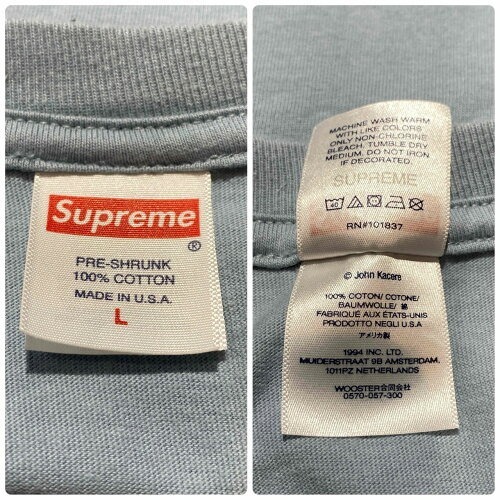 Supreme
®
PRE-SHRUNK
100% COTTON
MADE IN U.S.A.
L
MACHINE WASH WARM
WITH LIKE COLORS
ONLY NON-CHLORINE
BLEACH. TUMBLE DRY
MEDIUM. DO NOT IRON
IF DECORATED.
SUPREME
40
RN#101837
© John Kacere
100% COTTON/COTONE/
BAUMWOLLE/綿
FABRIQUÉ AUX ÉTATS-UNIS
PRODOTTO NEGLI U.S.A.
アメリカ製
1994 INC. LTD.
MUIDERSTRAAT 9B AMSTERDAM,
1011PZ NETHERLANDS
WOOSTER合同会社
0570-057-300